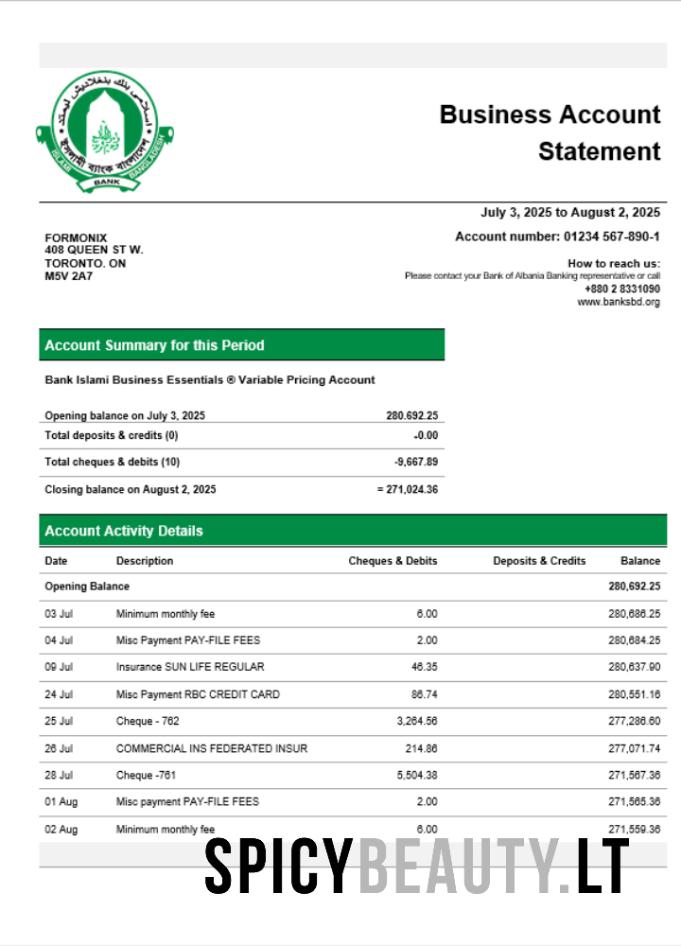 اسلامى بنك بنغلاديش ليمتد
ইসলামী ব্যাংক বাংলাদেশ
ISLAMI BANK BANGLADESH
Business Account
Statement
July 3, 2025 to August 2, 2025
FORMONIX
408 QUEEN ST W.
TORONTO. ON
M5V 2A7
Account number: 01234 567-890-1
How to reach us:
Please contact your Bank of Albania Banking representative or call
+880 2 8331090
www.banksbd.org
Account Summary for this Period
Bank Islami Business Essentials ® Variable Pricing Account
Opening balance on July 3, 2025 280.692.25
Total deposits & credits (0) -0.00
Total cheques & debits (10) -9,667.89
Closing balance on August 2, 2025 = 271,024.36
Account Activity Details
Date Description Cheques & Debits Deposits & Credits Balance
Opening Balance 280,692.25
03 Jul Minimum monthly fee 6.00 280,686.25
04 Jul Misc Payment PAY-FILE FEES 2.00 280,684.25
09 Jul Insurance SUN LIFE REGULAR 46.35 280,637.90
24 Jul Misc Payment RBC CREDIT CARD 86.74 280,551.16
25 Jul Cheque - 762 3,264.56 277,286.60
26 Jul COMMERCIAL INS FEDERATED INSUR 214.86 277,071.74
28 Jul Cheque -761 5,504.38 271,567.36
01 Aug Misc payment PAY-FILE FEES 2.00 271,565.36
02 Aug Minimum monthly fee 6.00 271,559.36
SPICYBEAUTY.LT